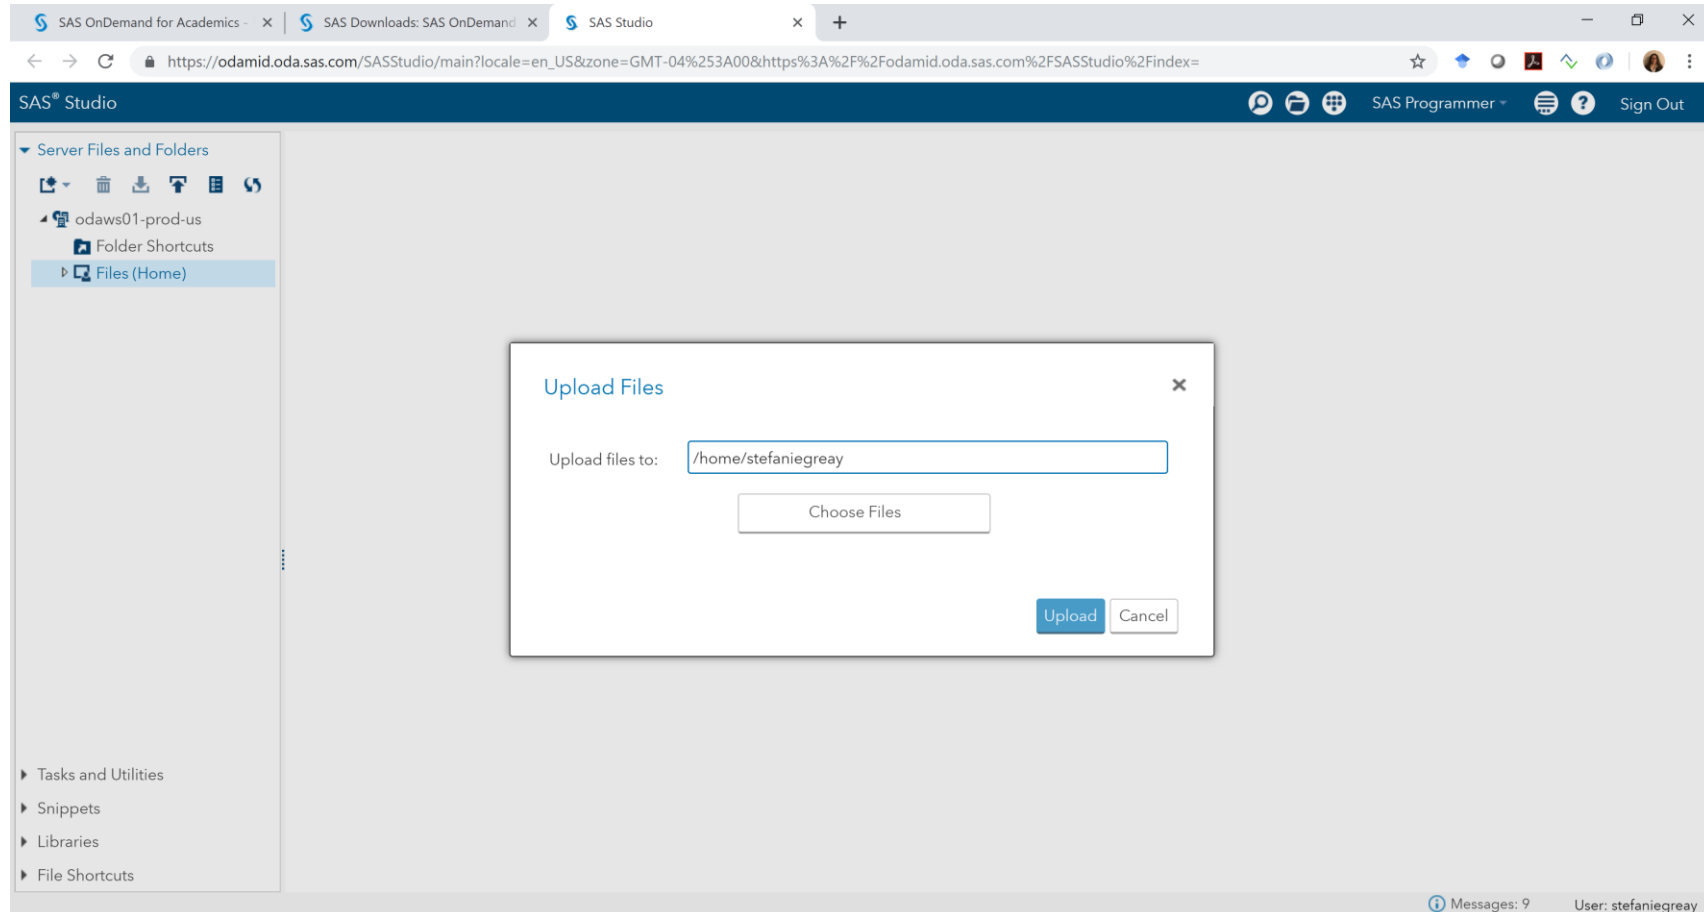 SAS OnDemand for Academics -
SAS Downloads: SAS OnDemand
SAS Studio
https://odamid.oda.sas.com/SASStudio/main?locale=en_US&zone=GMT-04%253A00&https%3A%2F%2Fodamid.oda.sas.com%2FSASStudio%2Findex=
SAS® Studio
SAS Programmer
Sign Out
Server Files and Folders
odaws01-prod-us
Folder Shortcuts
Files (Home)
Upload Files
Upload files to:
/home/stefaniegreay
Choose Files
Upload
Cancel
Tasks and Utilities
Snippets
Libraries
File Shortcuts
Messages: 9
User: stefaniegreay